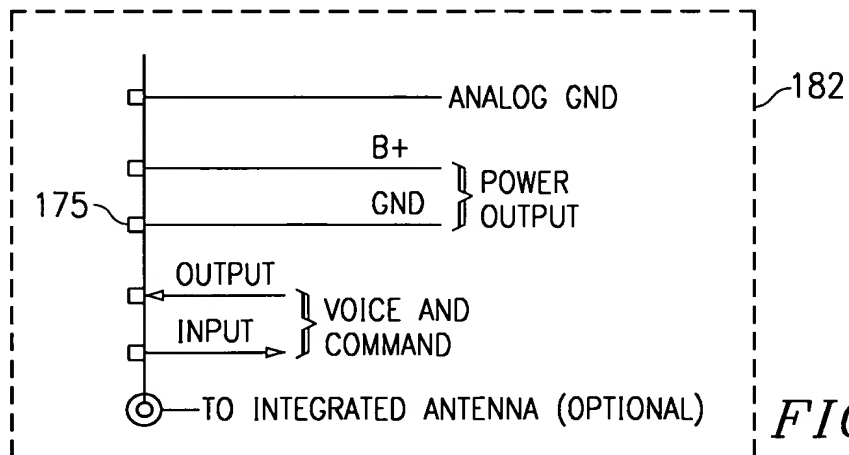 182
ANALOG GND
B+
175
GND
POWER
OUTPUT
OUTPUT
INPUT
VOICE AND
COMMAND
TO INTEGRATED ANTENNA (OPTIONAL)